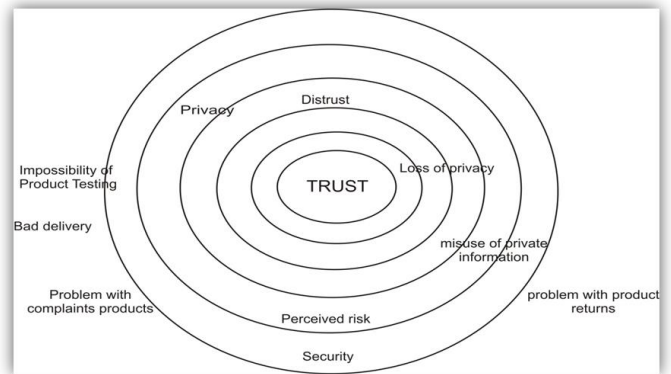 Distrust
Privacy
Impossibility of
Product Testing
Loss of privacy
TRUST
Bad delivery
misuse of private
information
Problem with
complaints products
problem with product
returns
Perceived risk
Security